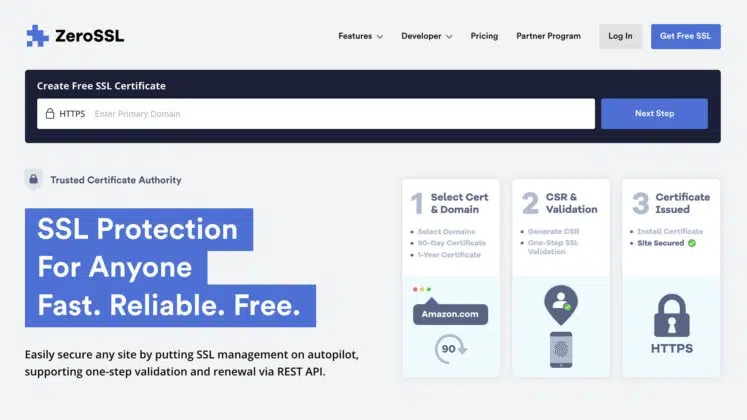 ZeroSSL
Features
Developer
Pricing
Partner Program
Log In
Get Free SSL
Create Free SSL Certificate
HTTPS
Enter Primary Domain
Next Step
Trusted Certificate Authority
SSL Protection
For Anyone
Fast. Reliable. Free.
Easily secure any site by putting SSL management on autopilot,
supporting one-step validation and renewal via REST API.
1
Select Cert
& Domain
Select Domains
90-Day Certificate
1-Year Certificate
Amazon.com
90
2
CSR &
Validation
Generate CSR
One-Step SSL
Validation
3
Certificate
Issued
Install Certificate
Site Secured
HTTPS